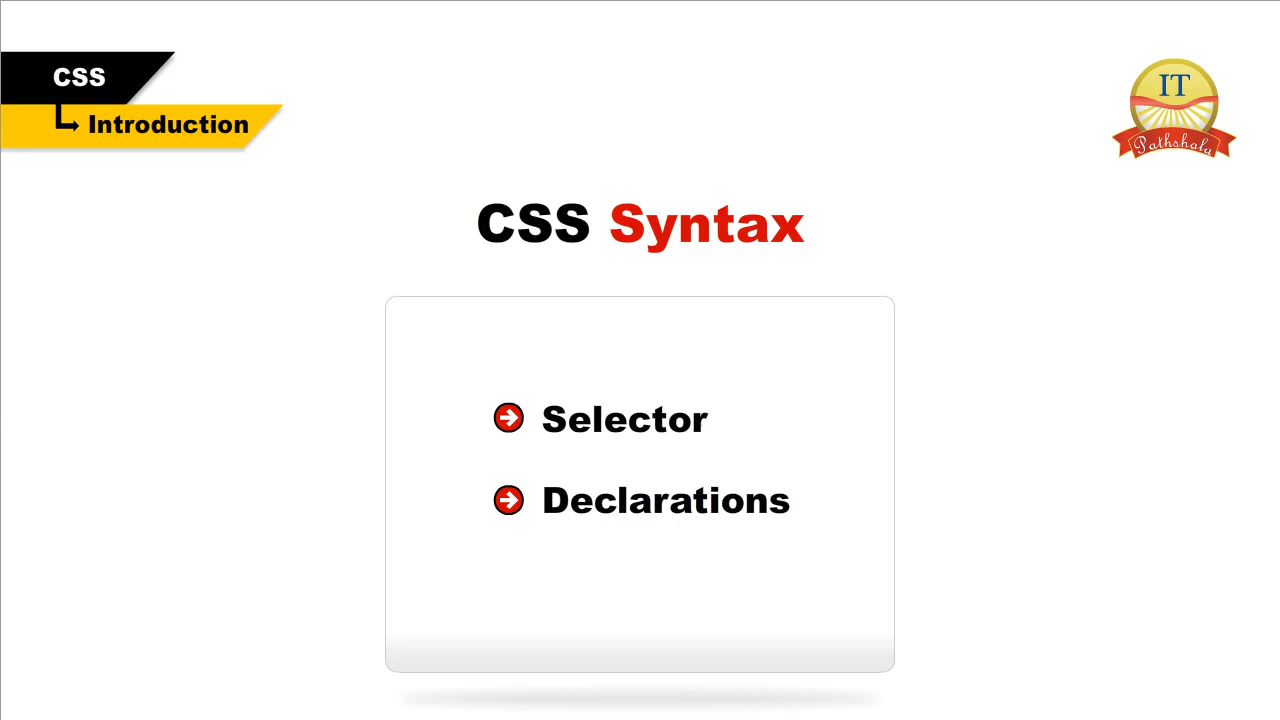 CSS
Introduction
IT
Pathshala
CSS Syntax
Selector
Declarations